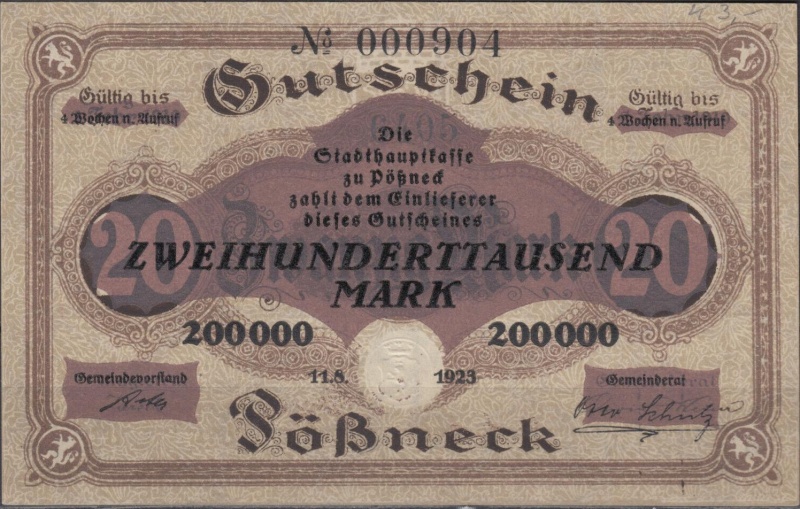 43,-
№ 000904
Gutschein
Gültig bis
4 Wochen n. Aufruf
Gültig bis
4 Wochen n. Aufruf
Die
Stadthauptkasse
zu Pößneck
zahlt dem Einlieferer
dieses Gutscheines
20
20
ZWEIHUNDERTTAUSEND
MARK
200000
200000
Gemeindevorstand
11.8. 1923
Gemeinderat
Pößneck